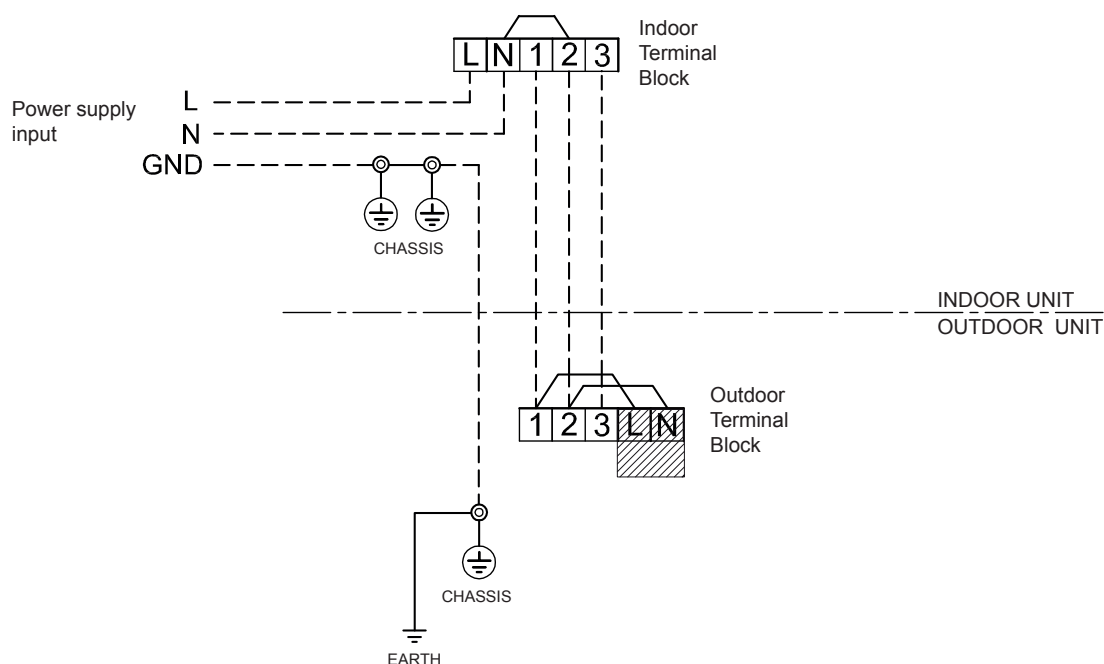 Indoor
Terminal
Block
L N 1 2 3
Power supply
input
L
N
GND
CHASSIS
INDOOR UNIT
OUTDOOR UNIT
Outdoor
Terminal
Block
1 2 3 L N
CHASSIS
EARTH